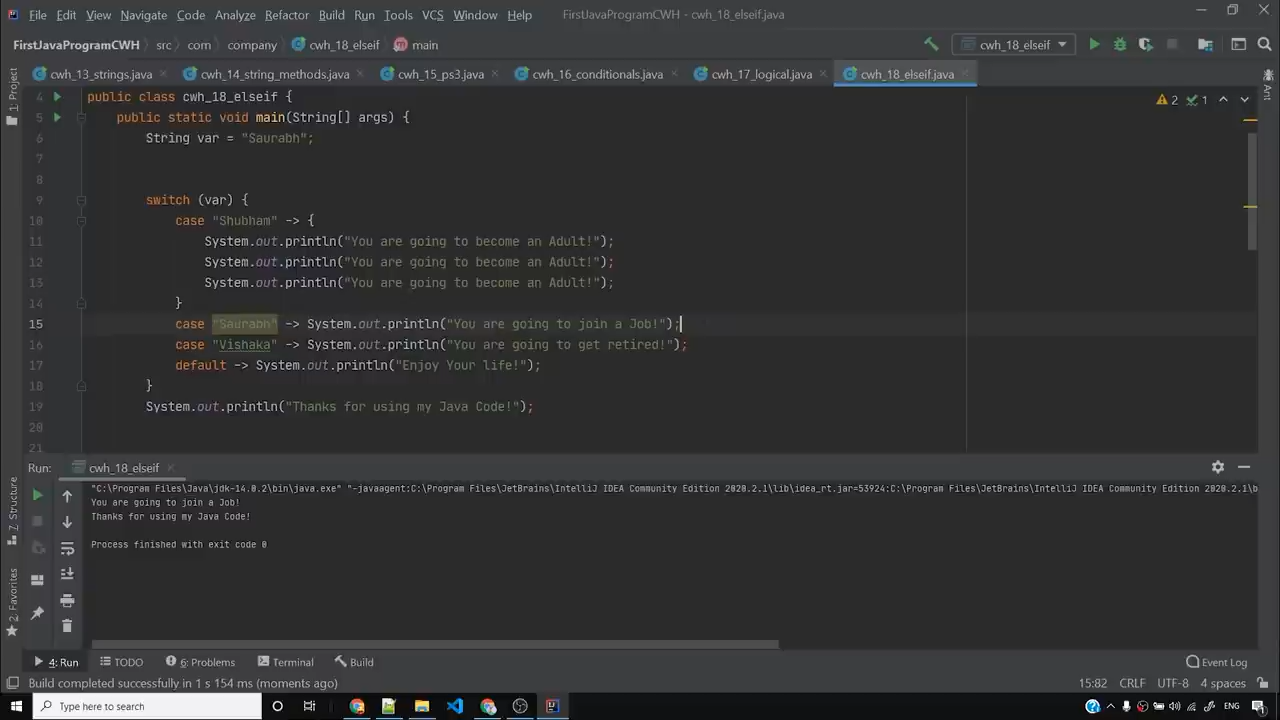 File Edit View Navigate Code Analyze Refactor Build Run Tools VCS Window Help FirstJavaProgramCWH - cwh_18_elseif.java
FirstJavaProgramCWH src com company cwh_18_elseif main cwh_18_elseif
cwh_13_strings.java cwh_14_string_methods.java cwh_15_ps3.java cwh_16_conditionals.java cwh_17_logical.java cwh_18_elseif.java
1: Project
Ant
2 1
4 public class cwh_18_elseif {
5 public static void main(String[] args) {
6 String var = "Saurabh";
7
8
9 switch (var) {
10 case "Shubham" -> {
11 System.out.println("You are going to become an Adult!");
12 System.out.println("You are going to become an Adult!");
13 System.out.println("You are going to become an Adult!");
14 }
15 case "Saurabh" -> System.out.println("You are going to join a Job!");
16 case "Vishaka" -> System.out.println("You are going to get retired!");
17 default -> System.out.println("Enjoy Your life!");
18 }
19 System.out.println("Thanks for using my Java Code!");
20
21
Run: cwh_18_elseif
"C:\Program Files\Java\jdk-14.0.2\bin\java.exe" "-javaagent:C:\Program Files\JetBrains\IntelliJ IDEA Community Edition 2020.2.1\lib\idea_rt.jar=53924:C:\Program Files\JetBrains\IntelliJ IDEA Community Edition 2020.2.1\b
You are going to join a Job!
Thanks for using my Java Code!
Process finished with exit code 0
7: Structure
2: Favorites
4: Run TODO 6: Problems Terminal Build Event Log
Build completed successfully in 1 s 154 ms (moments ago) 15:82 CRLF UTF-8 4 spaces
Type here to search ENG